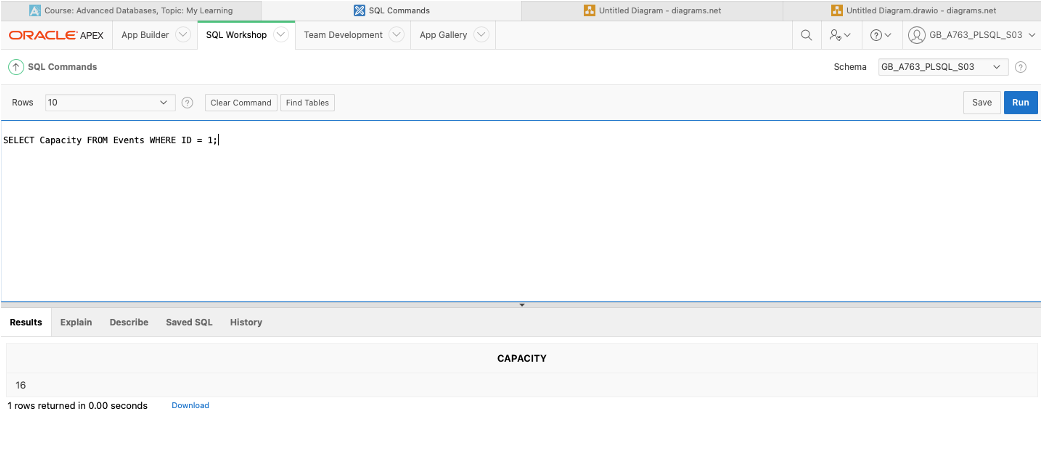 Course: Advanced Databases, Topic: My Learning
SQL Commands
Untitled Diagram - diagrams.net
Untitled Diagram.drawio - diagrams.net
ORACLE APEX
App Builder
SQL Workshop
Team Development
App Gallery
?
GB_A763_PLSQL_S03
SQL Commands
Schema
GB_A763_PLSQL_S03
?
Rows
10
?
Clear Command
Find Tables
Save
Run
SELECT Capacity FROM Events WHERE ID = 1;
Results
Explain
Describe
Saved SQL
History
CAPACITY
16
1 rows returned in 0.00 seconds
Download